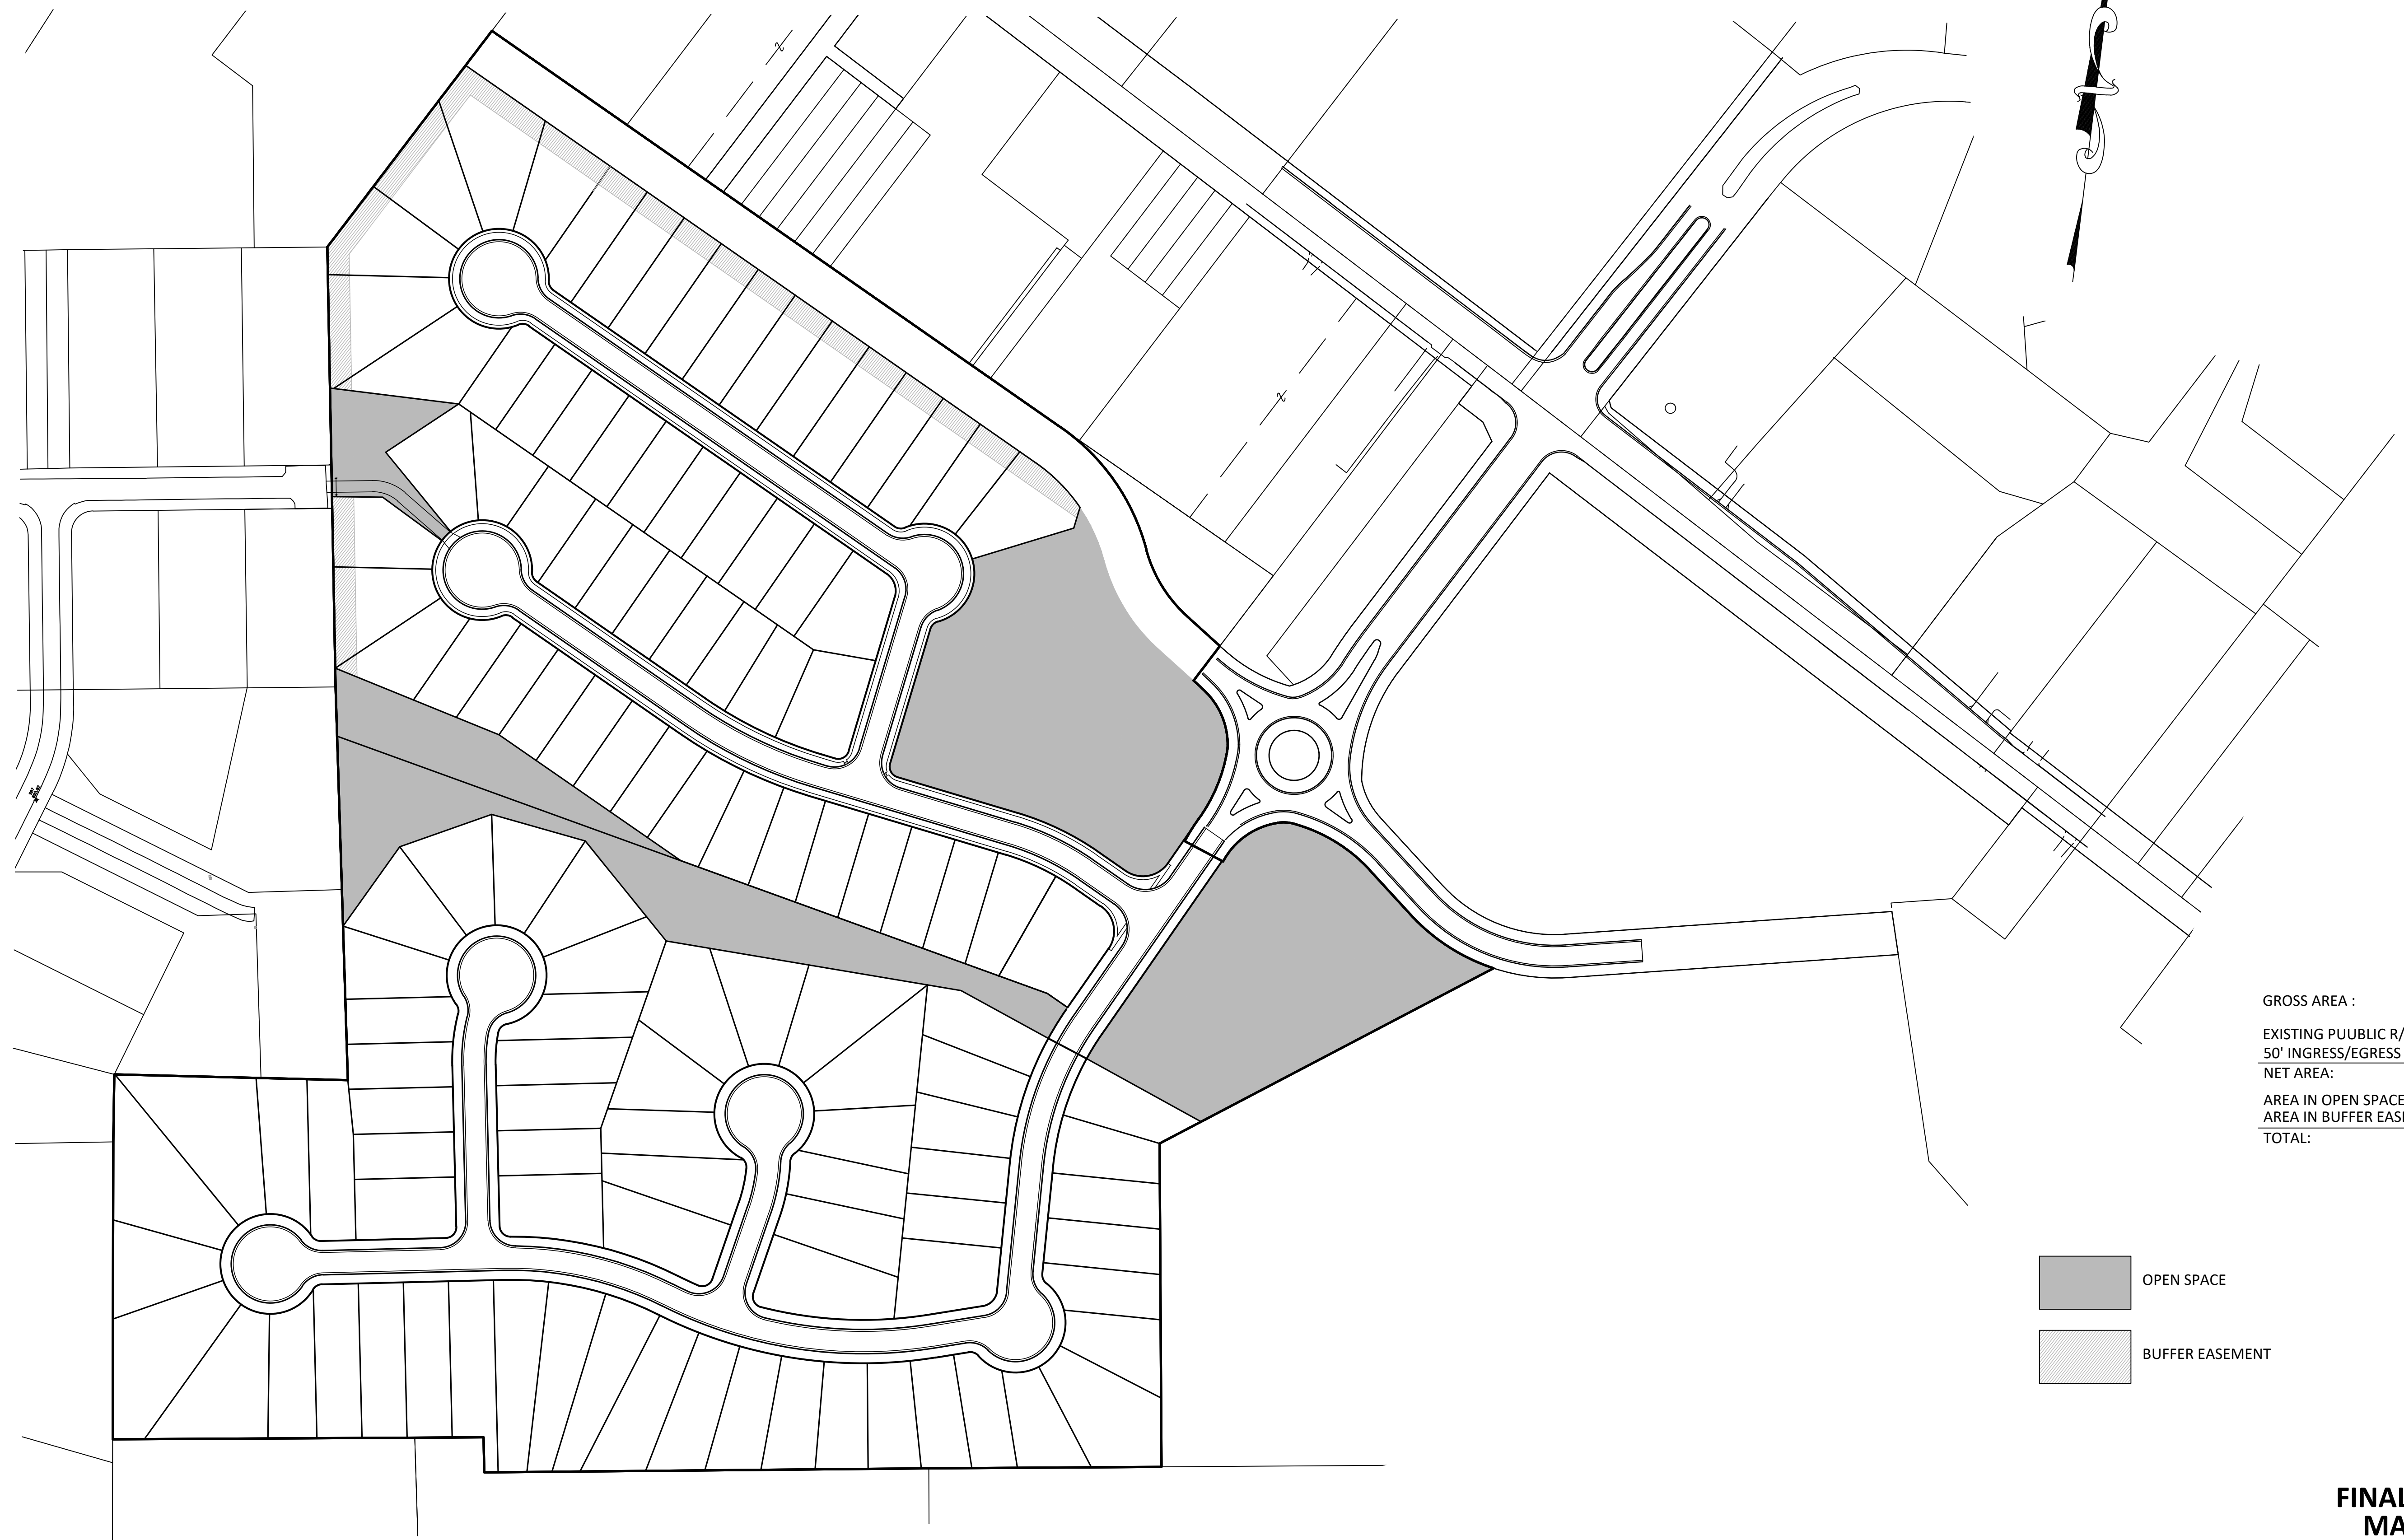 GROSS AREA :
EXISTING PUUBLIC R/
50' INGRESS/EGRESS
NET AREA:
AREA IN OPEN SPACE
AREA IN BUFFER EAS
TOTAL:
OPEN SPACE
BUFFER EASEMENT
FINAL
MA